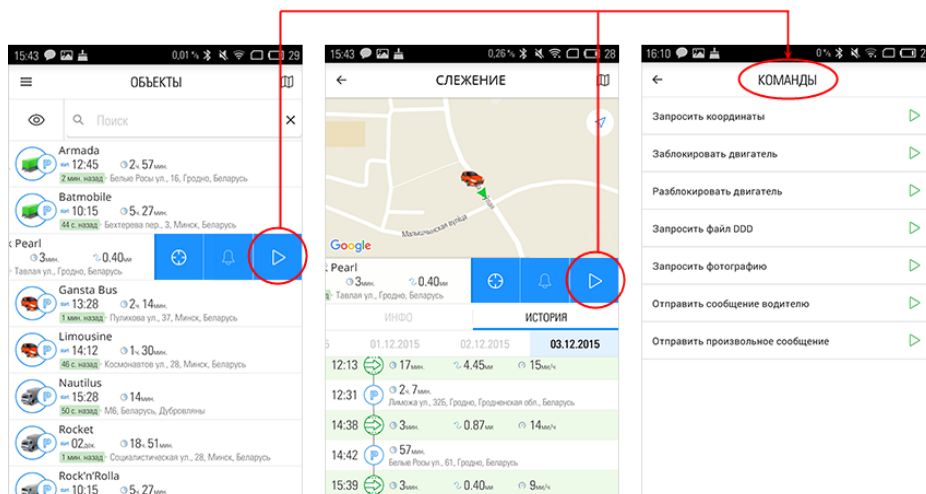 15:43
0,01 %
29
ОБЪЕКТЫ
Поиск
Armada
вкл 12:45 2ч. 57мин.
2 мин. назад Белые Росы ул., 16, Гродно, Беларусь
Batmobile
10:15 5ч. 27мин.
44 с. назад Бехтерева пер., 3, Минск, Беларусь
Pearl
3мин. 0.40км
Тавлая ул., Гродно, Беларусь
Gansta Bus
13:28 2ч. 14мин.
1 мин. назад Пуликова ул., 37, Минск, Беларусь
Limousine
14:12 1ч. 30мин.
46 с. назад Космонавтов ул., 28, Минск, Беларусь
Nautilus
15:28 14мин.
50 с. назад М6, Беларусь, Дубровляны
Rocket
02дек. 18ч. 51мин.
1 мин. назад Социалистическая ул., 28, Минск, Беларусь
Rock'n'Rolla
10:15 5ч. 27мин.
15:43
0,26 %
28
СЛЕЖЕНИЕ
Google
Pearl
3мин. 0.40км
Тавлая ул., Гродно, Беларусь
ИНФО ИСТОРИЯ
5 01.12.2015 02.12.2015 03.12.2015
12:13 17мин. 4.45км 15км/ч
12:31 2ч. 7мин.
Лиможа ул., 32Б, Гродно, Гродненская обл., Беларусь
14:38 3мин. 0.87км 14км/ч
14:42 57мин.
Белые Росы ул., 61, Гродно, Беларусь
15:39 3мин. 0.40км 9км/ч
16:10
0 %
КОМАНДЫ
Запросить координаты
Заблокировать двигатель
Разблокировать двигатель
Запросить файл DDD
Запросить фотографию
Отправить сообщение водителю
Отправить произвольное сообщение